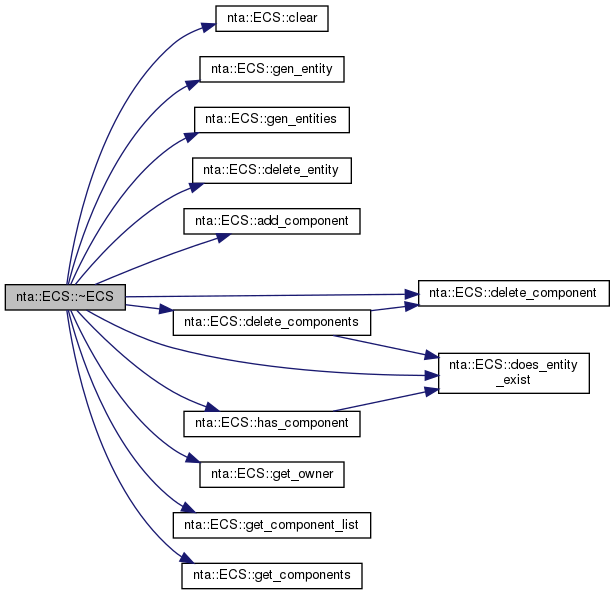 nta::ECS::clear
nta::ECS::gen_entity
nta::ECS::gen_entities
nta::ECS::delete_entity
nta::ECS::add_component
nta::ECS::~ECS
nta::ECS::delete_component
nta::ECS::delete_components
nta::ECS::does_entity
_exist
nta::ECS::has_component
nta::ECS::get_owner
nta::ECS::get_component_list
nta::ECS::get_components